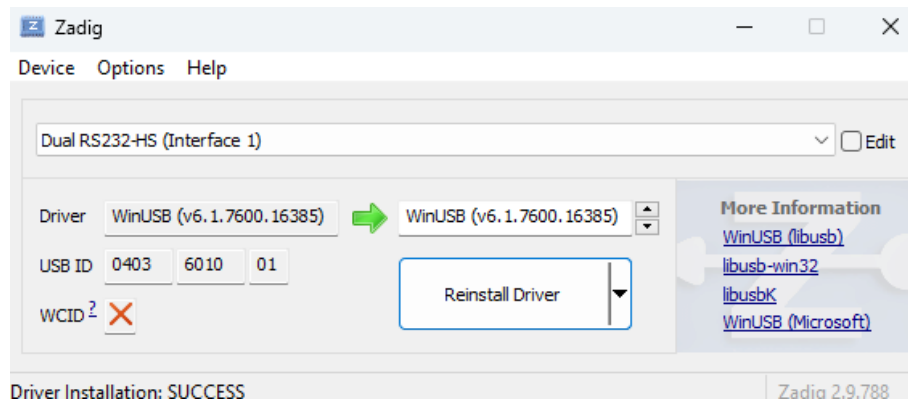 Zadig
Device Options Help
Dual RS232-HS (Interface 1)
Edit
Driver WinUSB (v6.1.7600.16385) WinUSB (v6.1.7600.16385)
USB ID 0403 6010 01
WCID ?
Reinstall Driver
More Information
WinUSB (libusb)
libusb-win32
libusbK
WinUSB (Microsoft)
Driver Installation: SUCCESS
Zadig 2.9.788